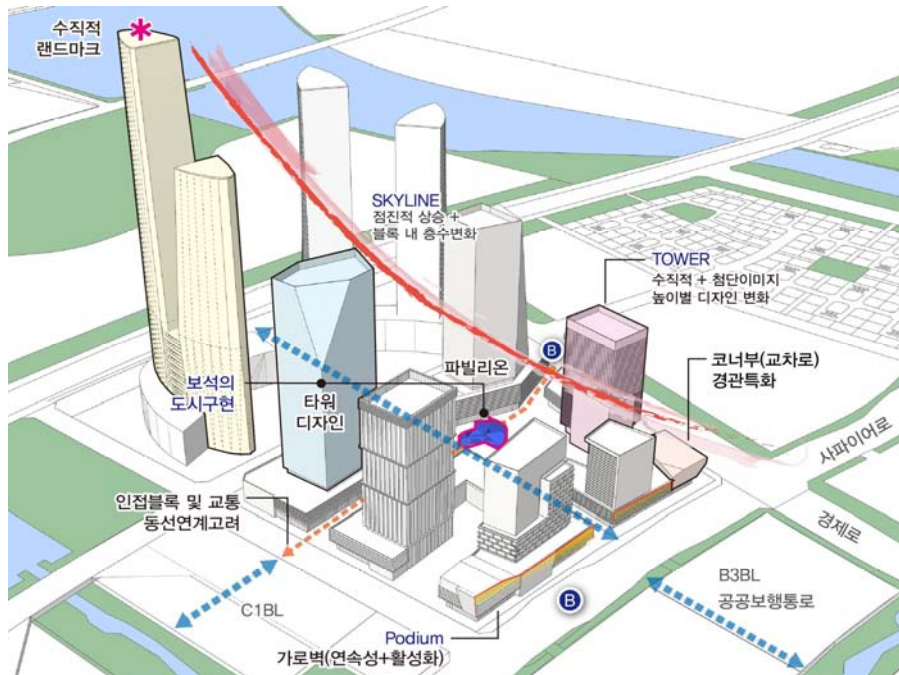 수직적
랜드마크
SKYLINE
점진적 상승 +
블록 내 층수변화
TOWER
수직적 + 첨단이미지
높이별 디자인 변화
B
코너부(교차로)
경관특화
파빌리온
보석의
도시구현
타워
디자인
사파이어로
경제로
인접블록 및 교통
동선연계고려
C1BL
B
B3BL
공공보행통로
Podium
가로벽(연속성+활성화)